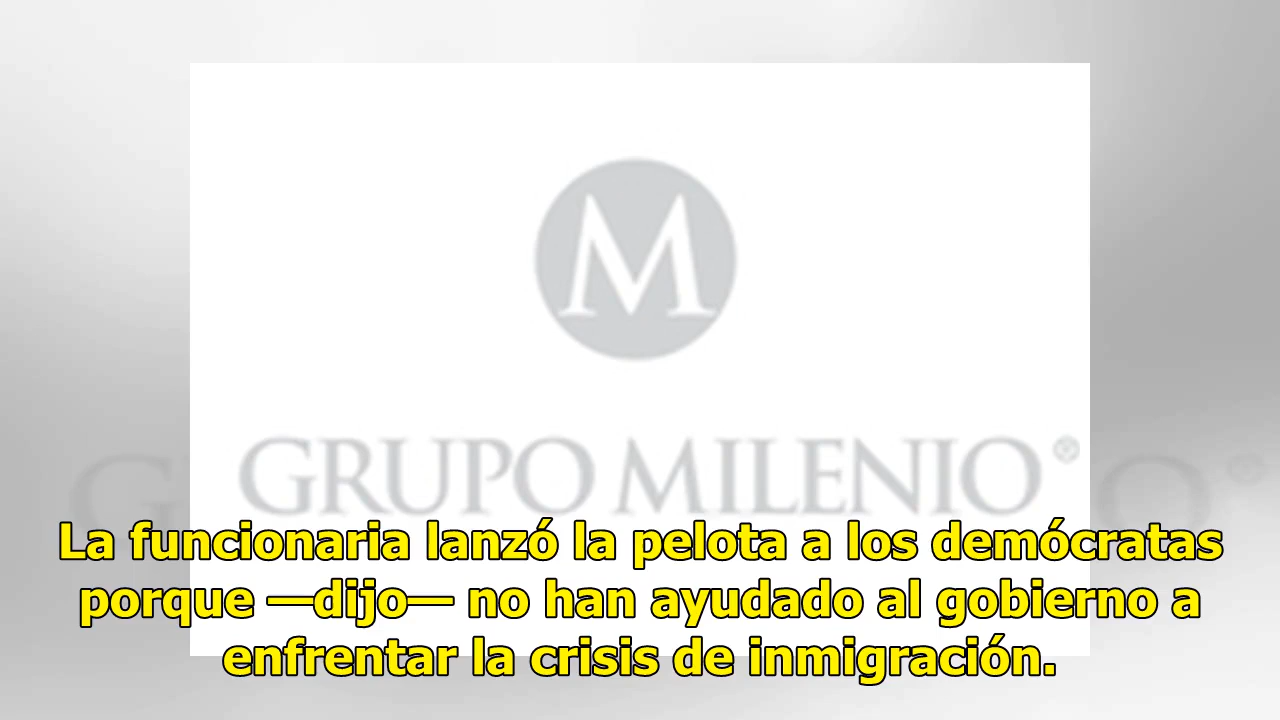 M
GRUPO MILENIO®
G O ®
La funcionaria lanzó la pelota a los demócratas
porque —dijo— no han ayudado al gobierno a
enfrentar la crisis de inmigración.